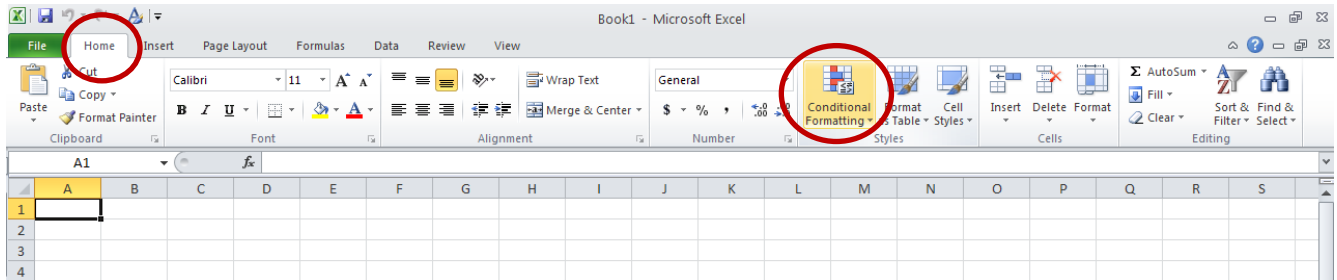 Book1 - Microsoft Excel
File Home Insert Page Layout Formulas Data Review View
Cut
Copy
Format Painter
Paste
Clipboard
Calibri 11
B I U
Font
Wrap Text
Merge & Center
Alignment
General
$ % ,
Number
Conditional Formatting
Format as Table
Cell Styles
Styles
Insert Delete Format
Cells
Σ AutoSum
Fill
Clear
Sort & Filter
Find & Select
Editing
A1 fx
A B C D E F G H I J K L M N O P Q R S
1
2
3
4